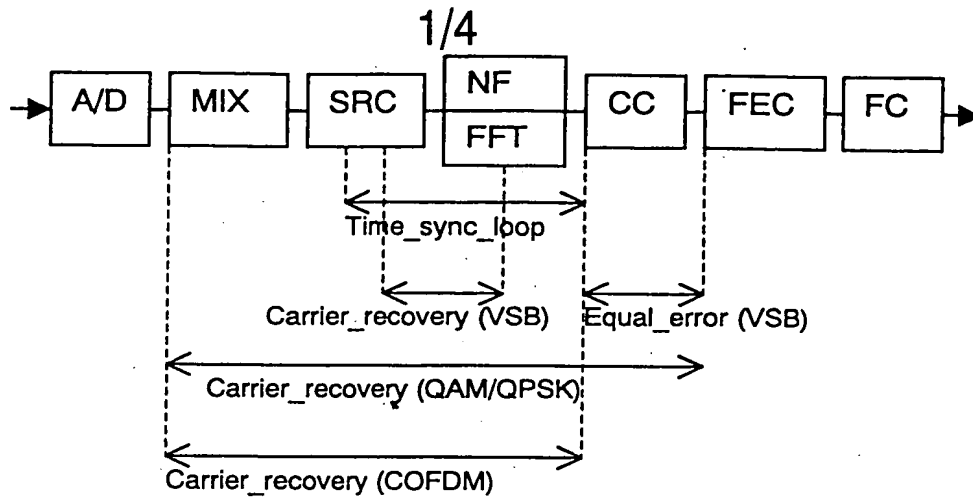 1/4
A/D MIX SRC NF FFT CC FEC FC
Time_sync_loop
Carrier_recovery (VSB) Equal_error (VSB)
Carrier_recovery (QAM/QPSK)
Carrier_recovery (COFDM)